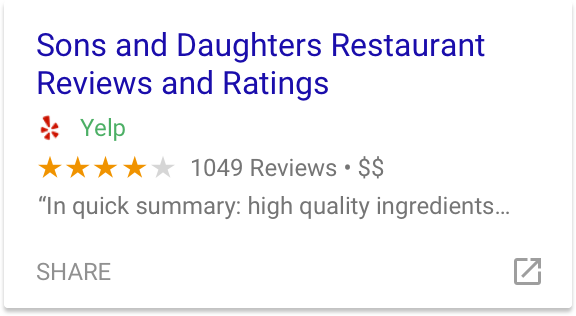 Sons and Daughters Restaurant
Reviews and Ratings
Yelp
1049 Reviews • $$
“In quick summary: high quality ingredients...
SHARE